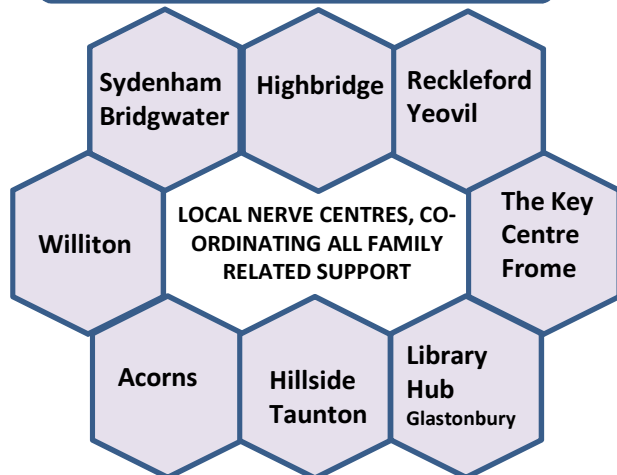 Sydenham
Bridgwater
Highbridge
Reckleford
Yeovil
Williton
LOCAL NERVE CENTRES, CO-
ORDINATING ALL FAMILY
RELATED SUPPORT
The Key
Centre
Frome
Acorns
Hillside
Taunton
Library
Hub
Glastonbury